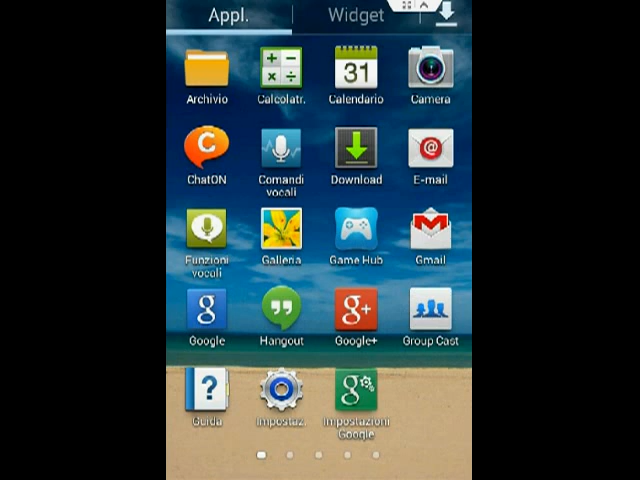 Appl. Widget
31
Archivio Calcolatr. Calendario Camera
C
ChatON Comandi vocali Download E-mail
@
Funzioni vocali Galleria Game Hub Gmail
g g+
Google Hangout Google+ Group Cast
? g
Guida Impostaz. Impostazioni Google